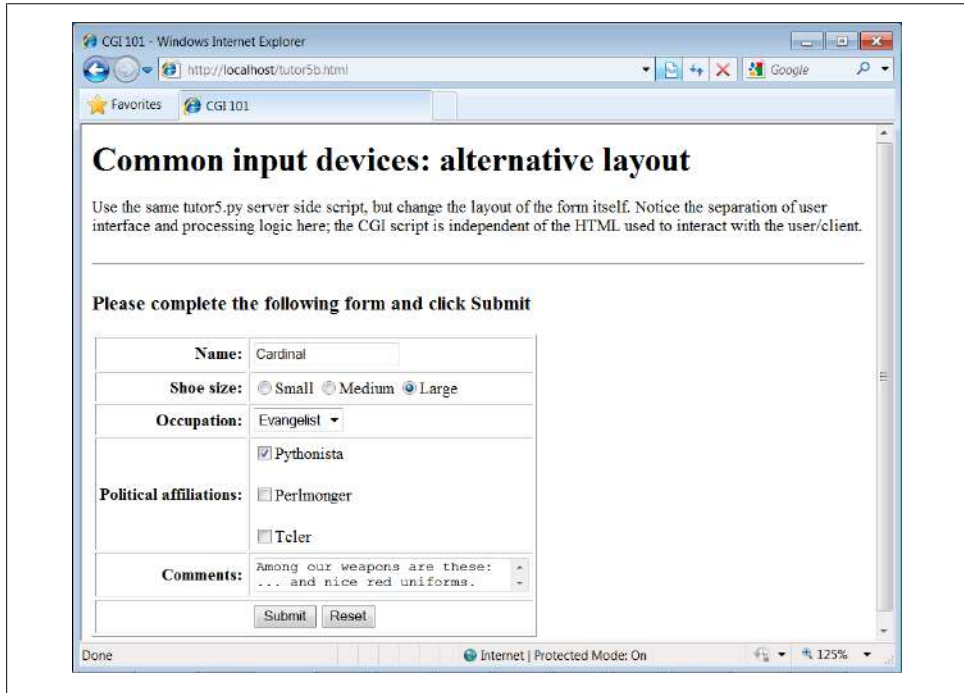 CGI 101 - Windows Internet Explorer
http://localhost/tutor5b.html
Google
Favorites
CGI 101
Common input devices: alternative layout
Use the same tutor5.py server side script, but change the layout of the form itself. Notice the separation of user
interface and processing logic here; the CGI script is independent of the HTML used to interact with the user/client.
Please complete the following form and click Submit
Name: Cardinal
Shoe size: Small Medium Large
Occupation: Evangelist
Pythonista
Political affiliations: Perlmonger
Tcler
Comments: Among our weapons are these:
... and nice red uniforms.
Submit Reset
Done Internet | Protected Mode: On 125%